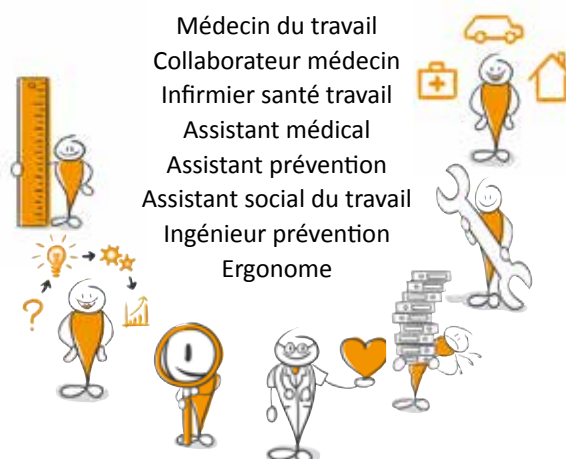 Médecin du travail
Collaborateur médecin
Infirmier santé travail
Assistant médical
Assistant prévention
Assistant social du travail
Ingénieur prévention
Ergonome
?